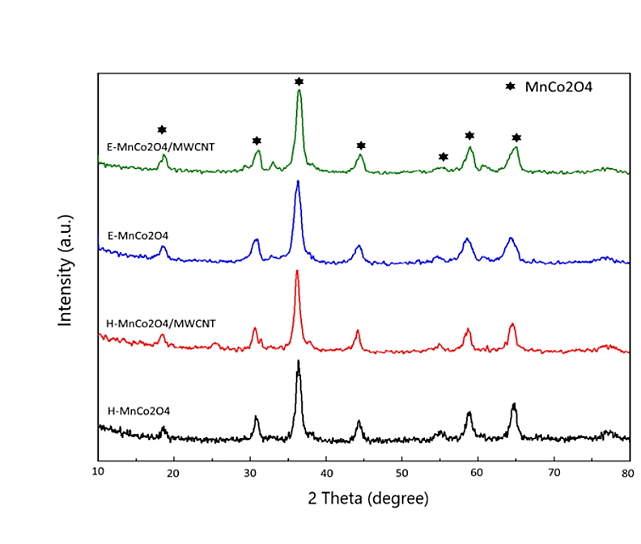 MnCo2O4
E-MnCo2O4/MWCNT
E-MnCo2O4
H-MnCo2O4/MWCNT
H-MnCo2O4
Intensity (a.u.)
10 20 30 40 50 60 70 80
2 Theta (degree)